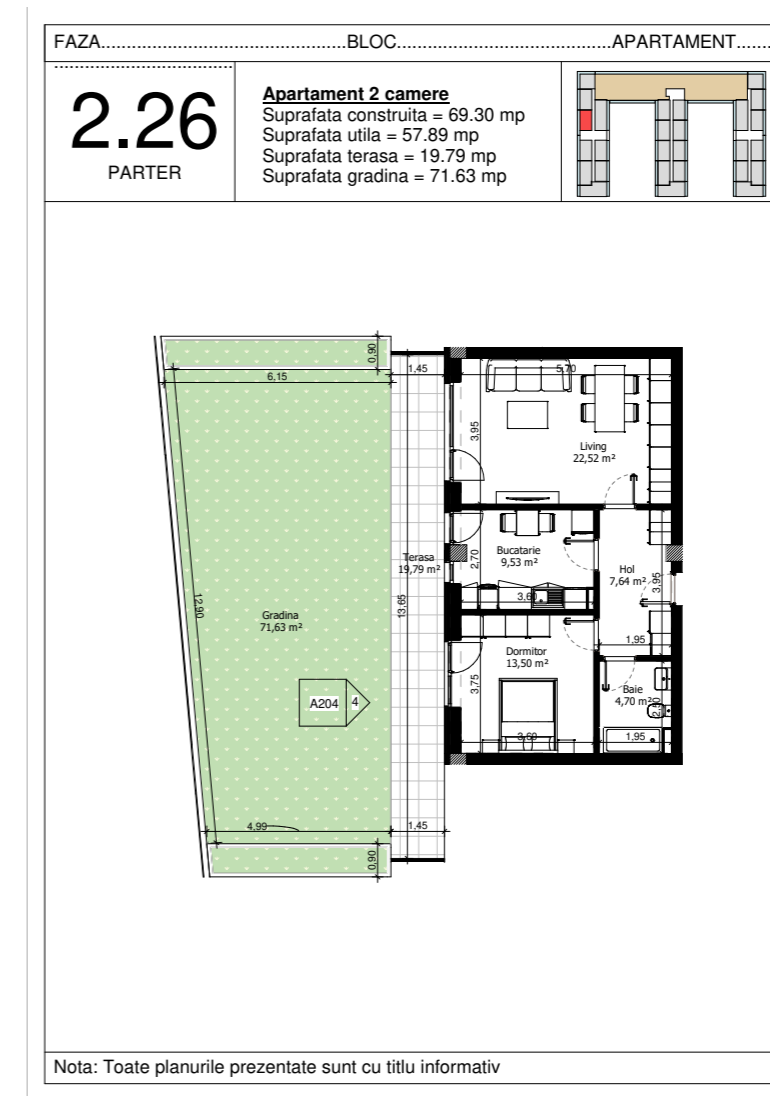 FAZA...............................................BLOC.........................................APARTAMENT.......
2.26
PARTER
Apartament 2 camere
Suprafata construita = 69.30 mp
Suprafata utila = 57.89 mp
Suprafata terasa = 19.79 mp
Suprafata gradina = 71.63 mp
0,90
6,15
1,45
5,70
3,95
Living
22,52 m²
Terasa
19,79 m²
2,70
Bucatarie
9,53 m²
3,60
Hol
7,64 m²
3,95
1,95
12,90
13,65
Gradina
71,63 m²
Dormitor
13,50 m²
3,75
3,60
Baie
4,70 m²
1,95
A204
4
4,99
1,45
0,90
Nota: Toate planurile prezentate sunt cu titlu informativ